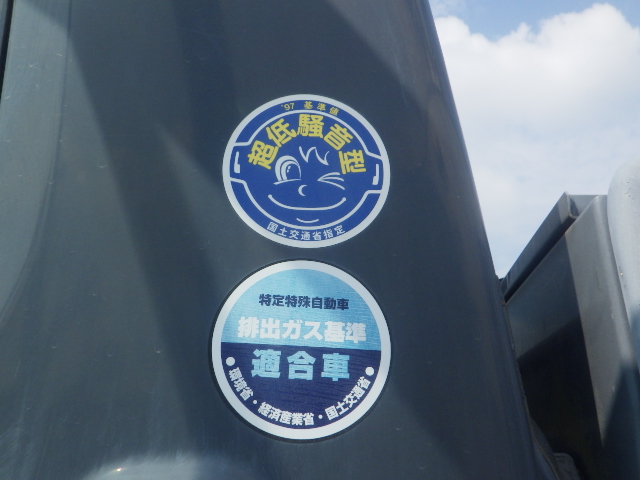 '97 基準値
超低騒音型
国土交通省指定
特定特殊自動車
排出ガス基準
適合車
●環境省・経済産業省・国土交通省●